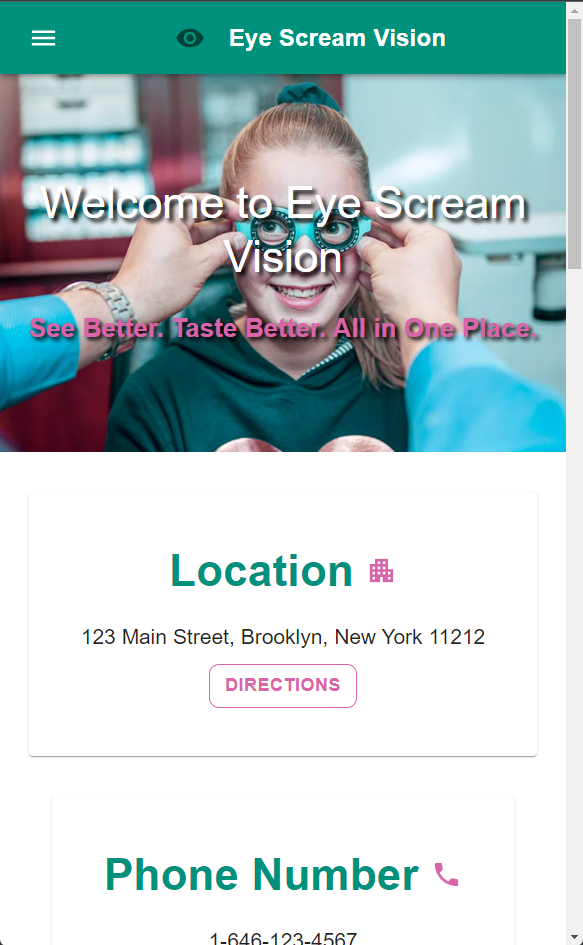 Eye Scream Vision
Welcome to Eye Scream
Vision
See Better. Taste Better. All in One Place.
Location
123 Main Street, Brooklyn, New York 11212
DIRECTIONS
Phone Number
1-646-123-4567